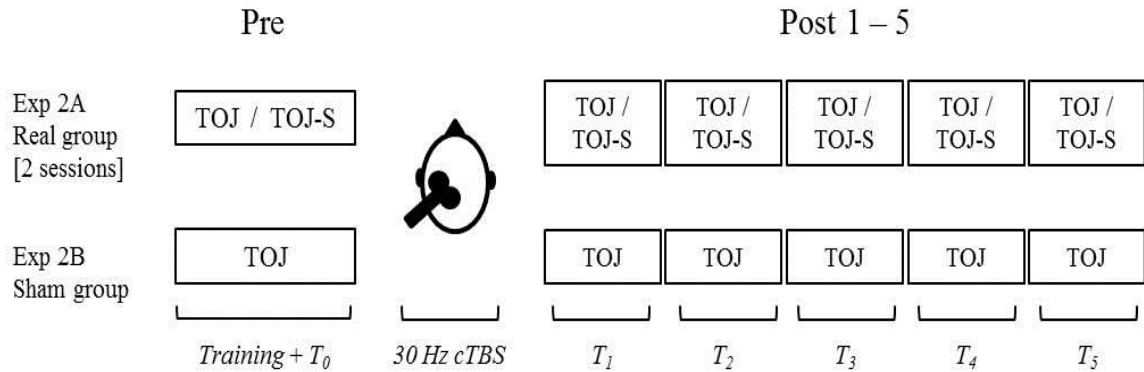 Pre
Post 1 – 5
Exp 2A
Real group
[2 sessions]
TOJ / TOJ-S
TOJ /
TOJ-S
TOJ /
TOJ-S
TOJ /
TOJ-S
TOJ /
TOJ-S
TOJ /
TOJ-S
Exp 2B
Sham group
TOJ
TOJ
TOJ
TOJ
TOJ
TOJ
Training + T₀
30 Hz cTBS
T₁
T₂
T₃
T₄
T₅